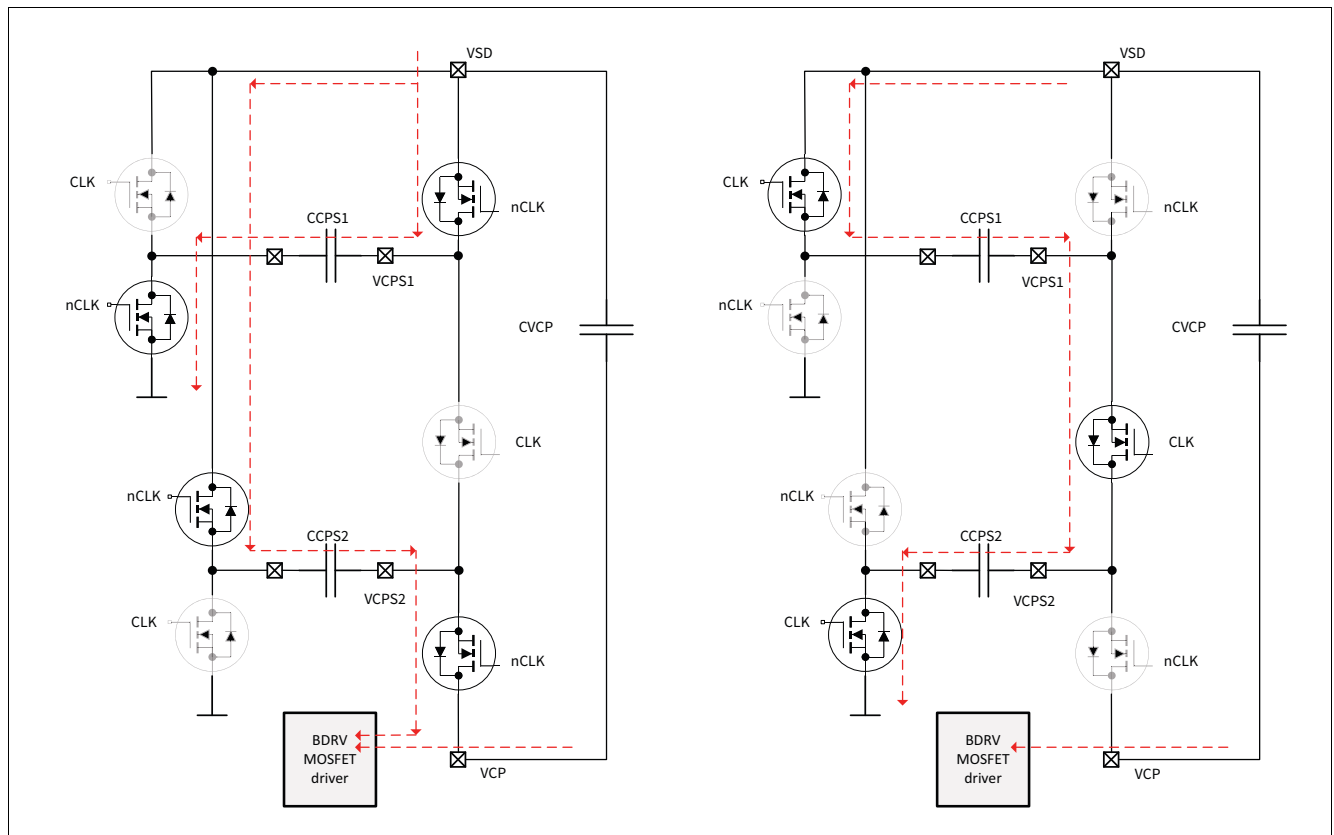 VSD
CLK
nCLK
CCPS1
VCPS1
nCLK
CVCP
CLK
nCLK
CCPS2
VCPS2
CLK
nCLK
BDRV
MOSFET
driver
VCP
VSD
CLK
nCLK
CCPS1
VCPS1
nCLK
CVCP
CLK
nCLK
CCPS2
VCPS2
CLK
nCLK
BDRV
MOSFET
driver
VCP